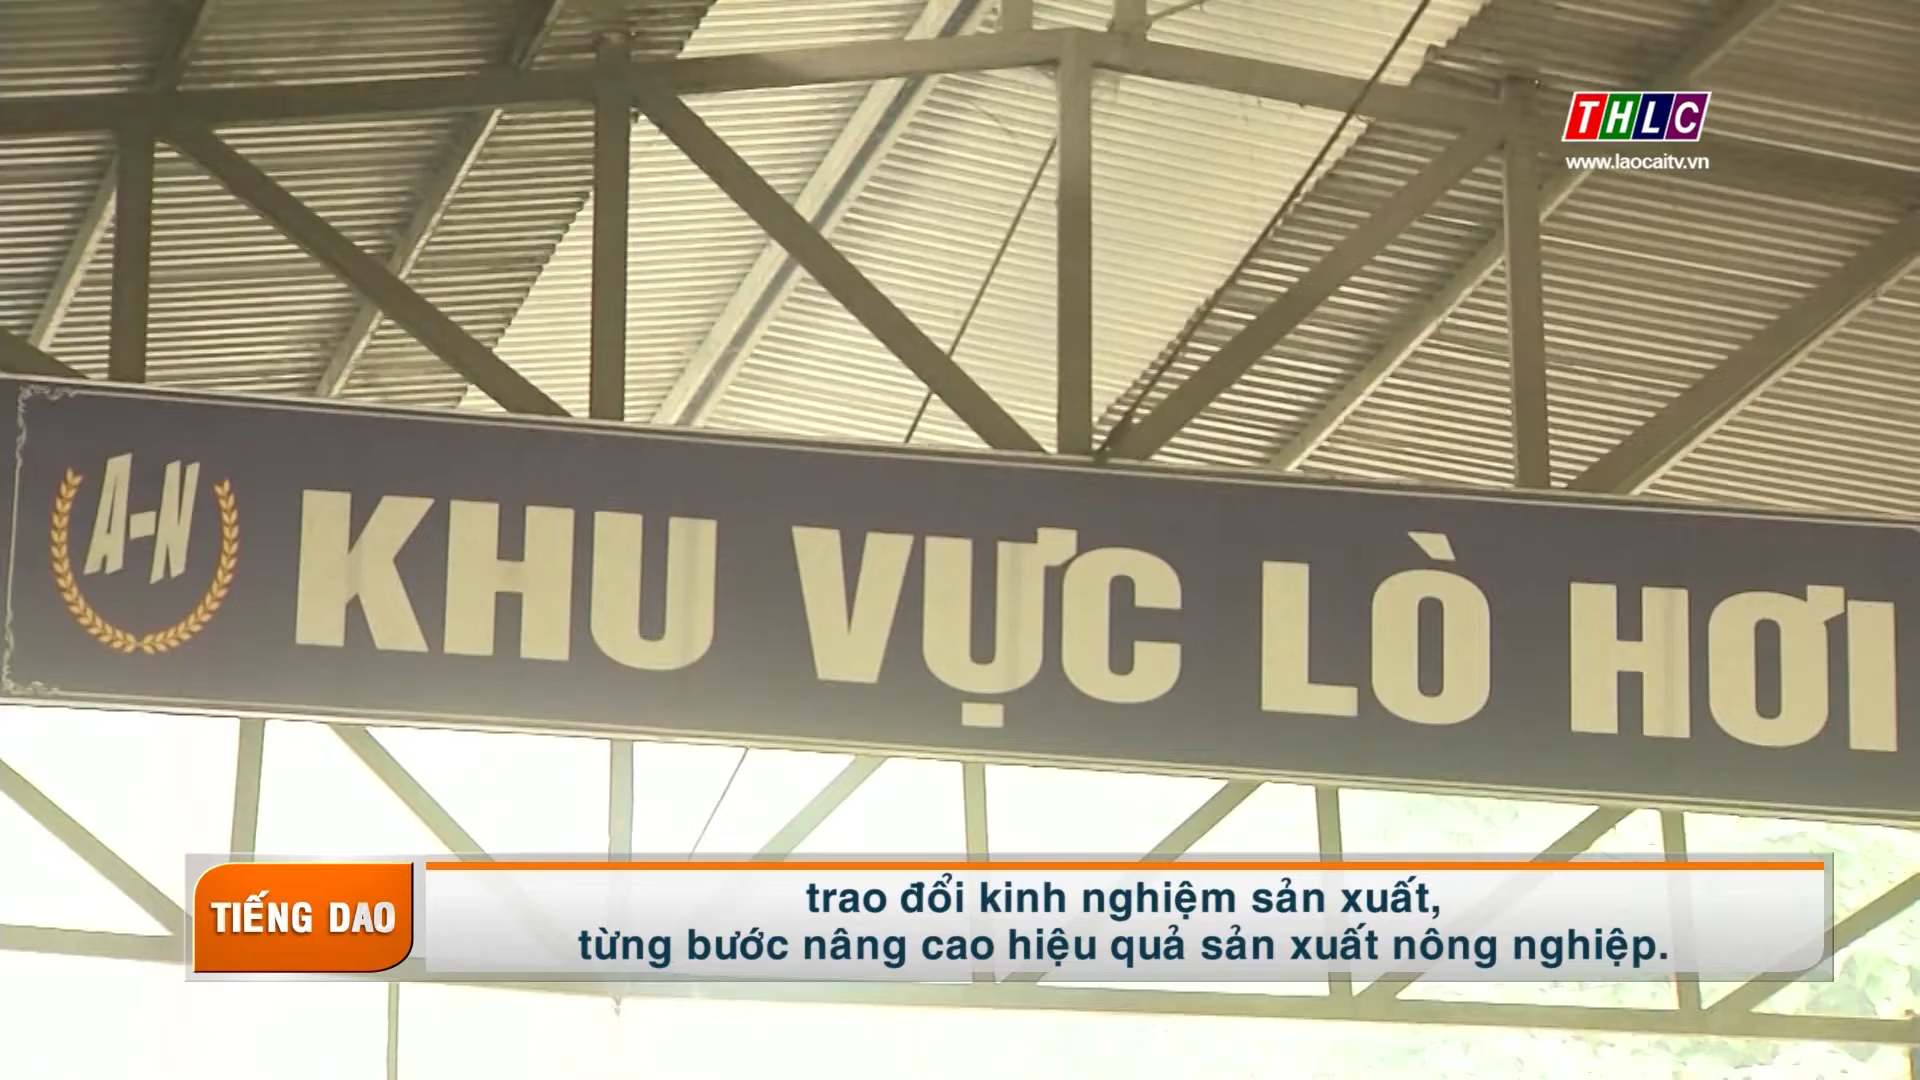 THLC
www.laocaitv.vn
A-N
KHU VỰC LÒ HƠI
TIẾNG DAO
trao đổi kinh nghiệm sản xuất,
từng bước nâng cao hiệu quả sản xuất nông nghiệp.